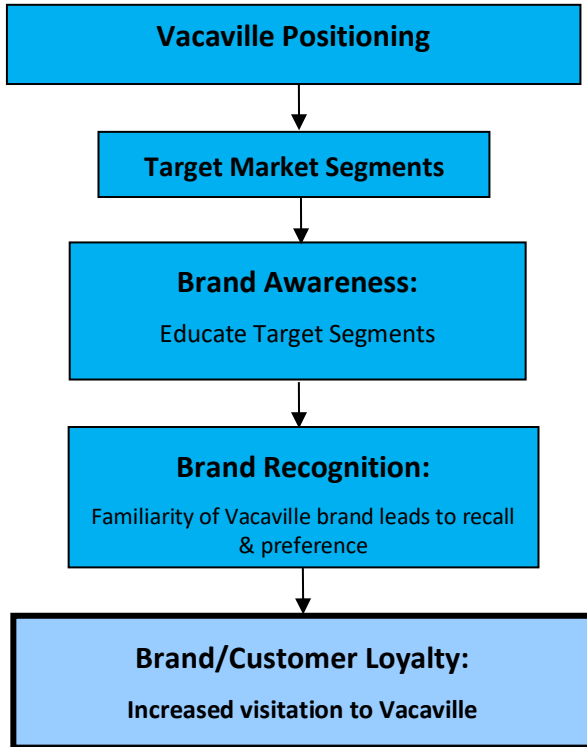 Vacaville Positioning
Target Market Segments
Brand Awareness:
Educate Target Segments
Brand Recognition:
Familiarity of Vacaville brand leads to recall
& preference
Brand/Customer Loyalty:
Increased visitation to Vacaville